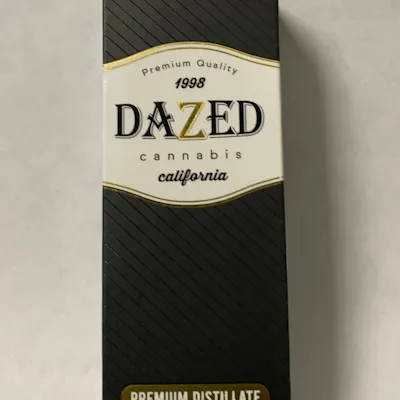 Premium Quality
1998
DAZED
cannabis
california
PREMIUM DISTILLATE